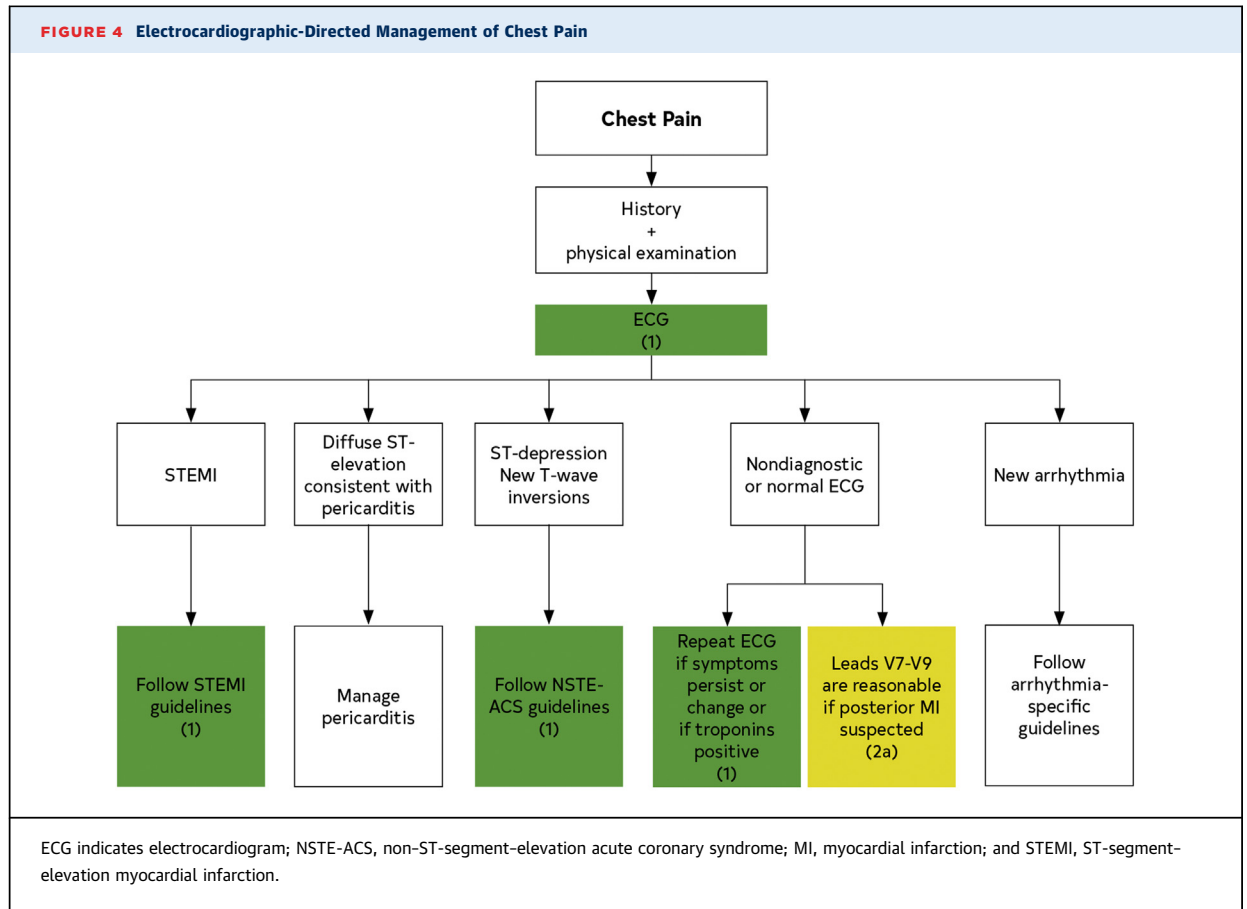 FIGURE 4 Electrocardiographic-Directed Management of Chest Pain
Chest Pain
History
+
physical examination
ECG
(1)
STEMI
Diffuse ST-
elevation
consistent with
pericarditis
ST-depression
New T-wave
inversions
Nondiagnostic
or normal ECG
New arrhythmia
Follow STEMI
guidelines
(1)
Manage
pericarditis
Follow NSTE-
ACS guidelines
(1)
Repeat ECG
if symptoms
persist or
change or
if troponins
positive
(1)
Leads V7-V9
are reasonable
if posterior MI
suspected
(2a)
Follow
arrhythmia-
specific
guidelines
ECG indicates electrocardiogram; NSTE-ACS, non-ST-segment-elevation acute coronary syndrome; MI, myocardial infarction; and STEMI, ST-segment-
elevation myocardial infarction.